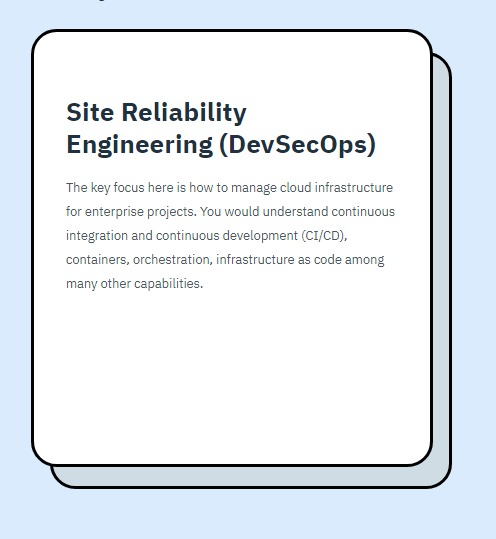 Site Reliability
Engineering (DevSecOps)
The key focus here is how to manage cloud infrastructure
for enterprise projects. You would understand continuous
integration and continuous development (CI/CD),
containers, orchestration, infrastructure as code among
many other capabilities.